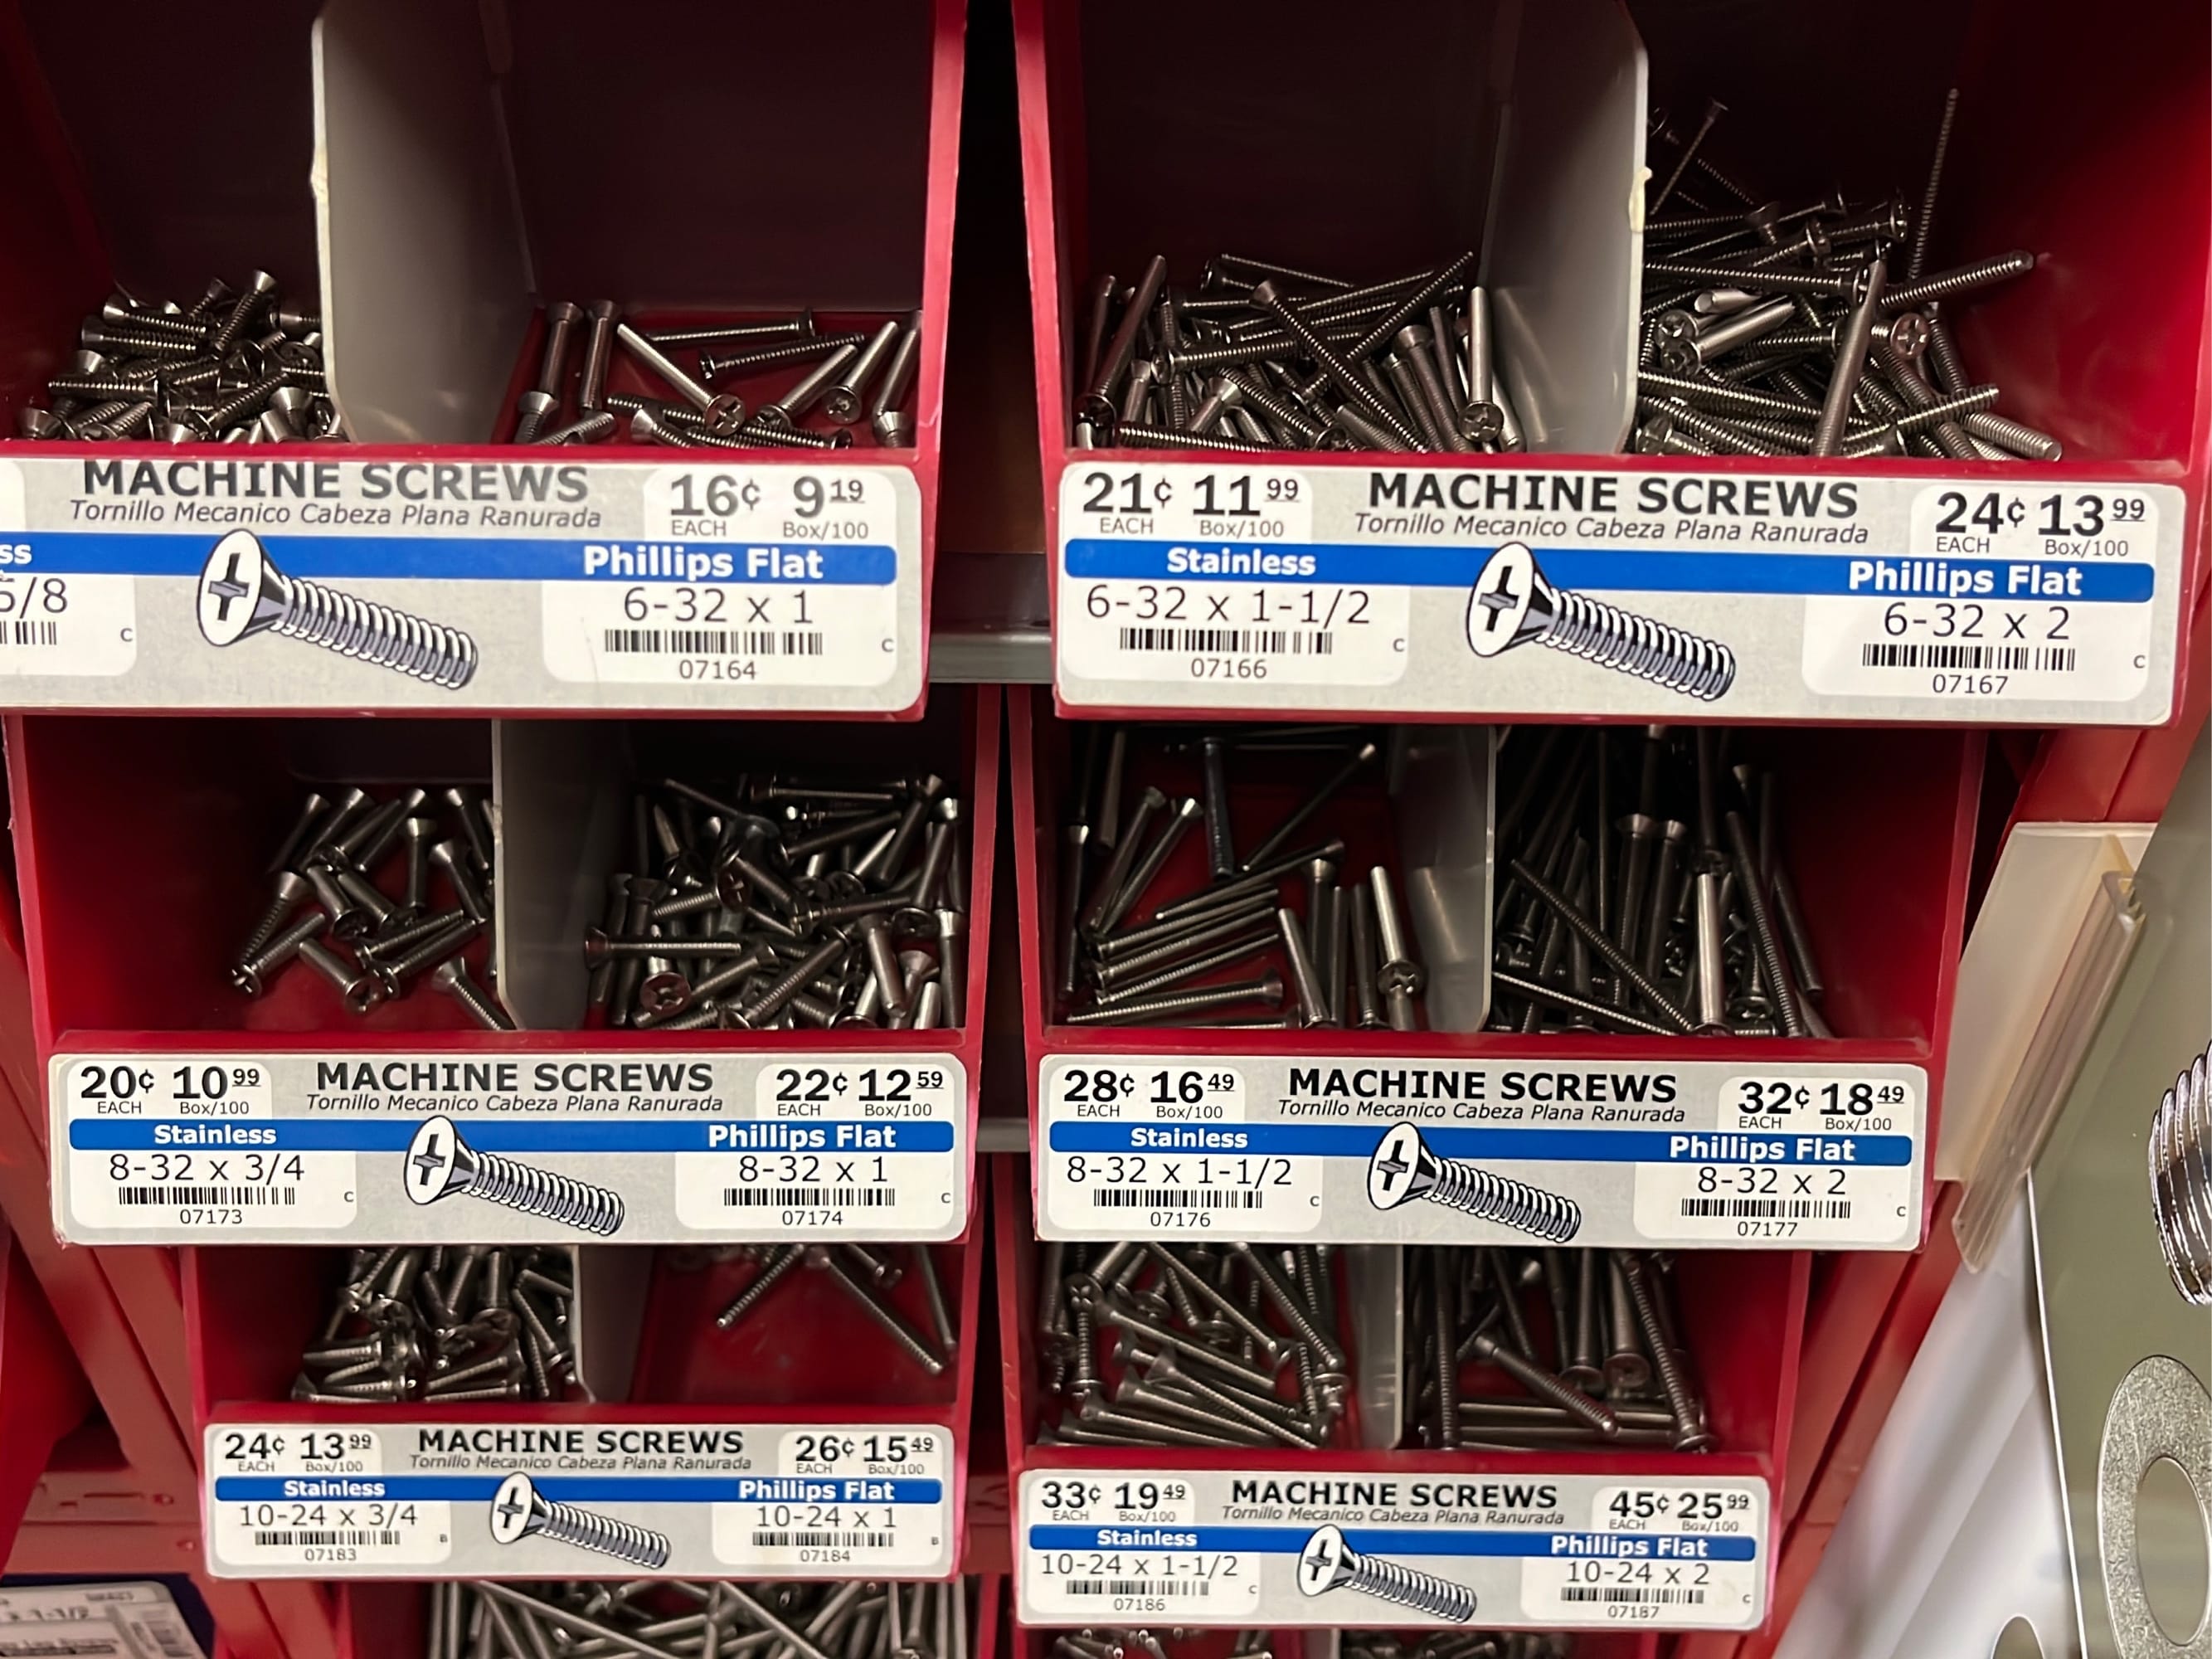 MACHINE SCREWS
Tornillo Mecanico Cabeza Plana Ranurada
16¢ 9 19
EACH Box/100
ss Phillips Flat
5/8 6-32 x 1
C C
07164
21¢ 11 99
EACH Box/100
MACHINE SCREWS
Tornillo Mecanico Cabeza Plana Ranurada
24¢ 13 99
EACH Box/100
Stainless Phillips Flat
6-32 x 1-1/2 6-32 x 2
C C
07166 07167
20¢ 10 99
EACH Box/100
MACHINE SCREWS
Tornillo Mecanico Cabeza Plana Ranurada
22¢ 12 59
EACH Box/100
Stainless Phillips Flat
8-32 x 3/4 8-32 x 1
C C
07173 07174
28¢ 16 49
EACH Box/100
MACHINE SCREWS
Tornillo Mecanico Cabeza Plana Ranurada
32¢ 18 49
EACH Box/100
Stainless Phillips Flat
8-32 x 1-1/2 8-32 x 2
C C
07176 07177
24¢ 13 99
EACH Box/100
MACHINE SCREWS
Tornillo Mecanico Cabeza Plana Ranurada
26¢ 15 49
EACH Box/100
Stainless Phillips Flat
10-24 x 3/4 10-24 x 1
B B
07183 07184
33¢ 19 49
EACH Box/100
MACHINE SCREWS
Tornillo Mecanico Cabeza Plana Ranurada
45¢ 25 99
EACH Box/100
Stainless Phillips Flat
10-24 x 1-1/2 10-24 x 2
C C
07186 07187